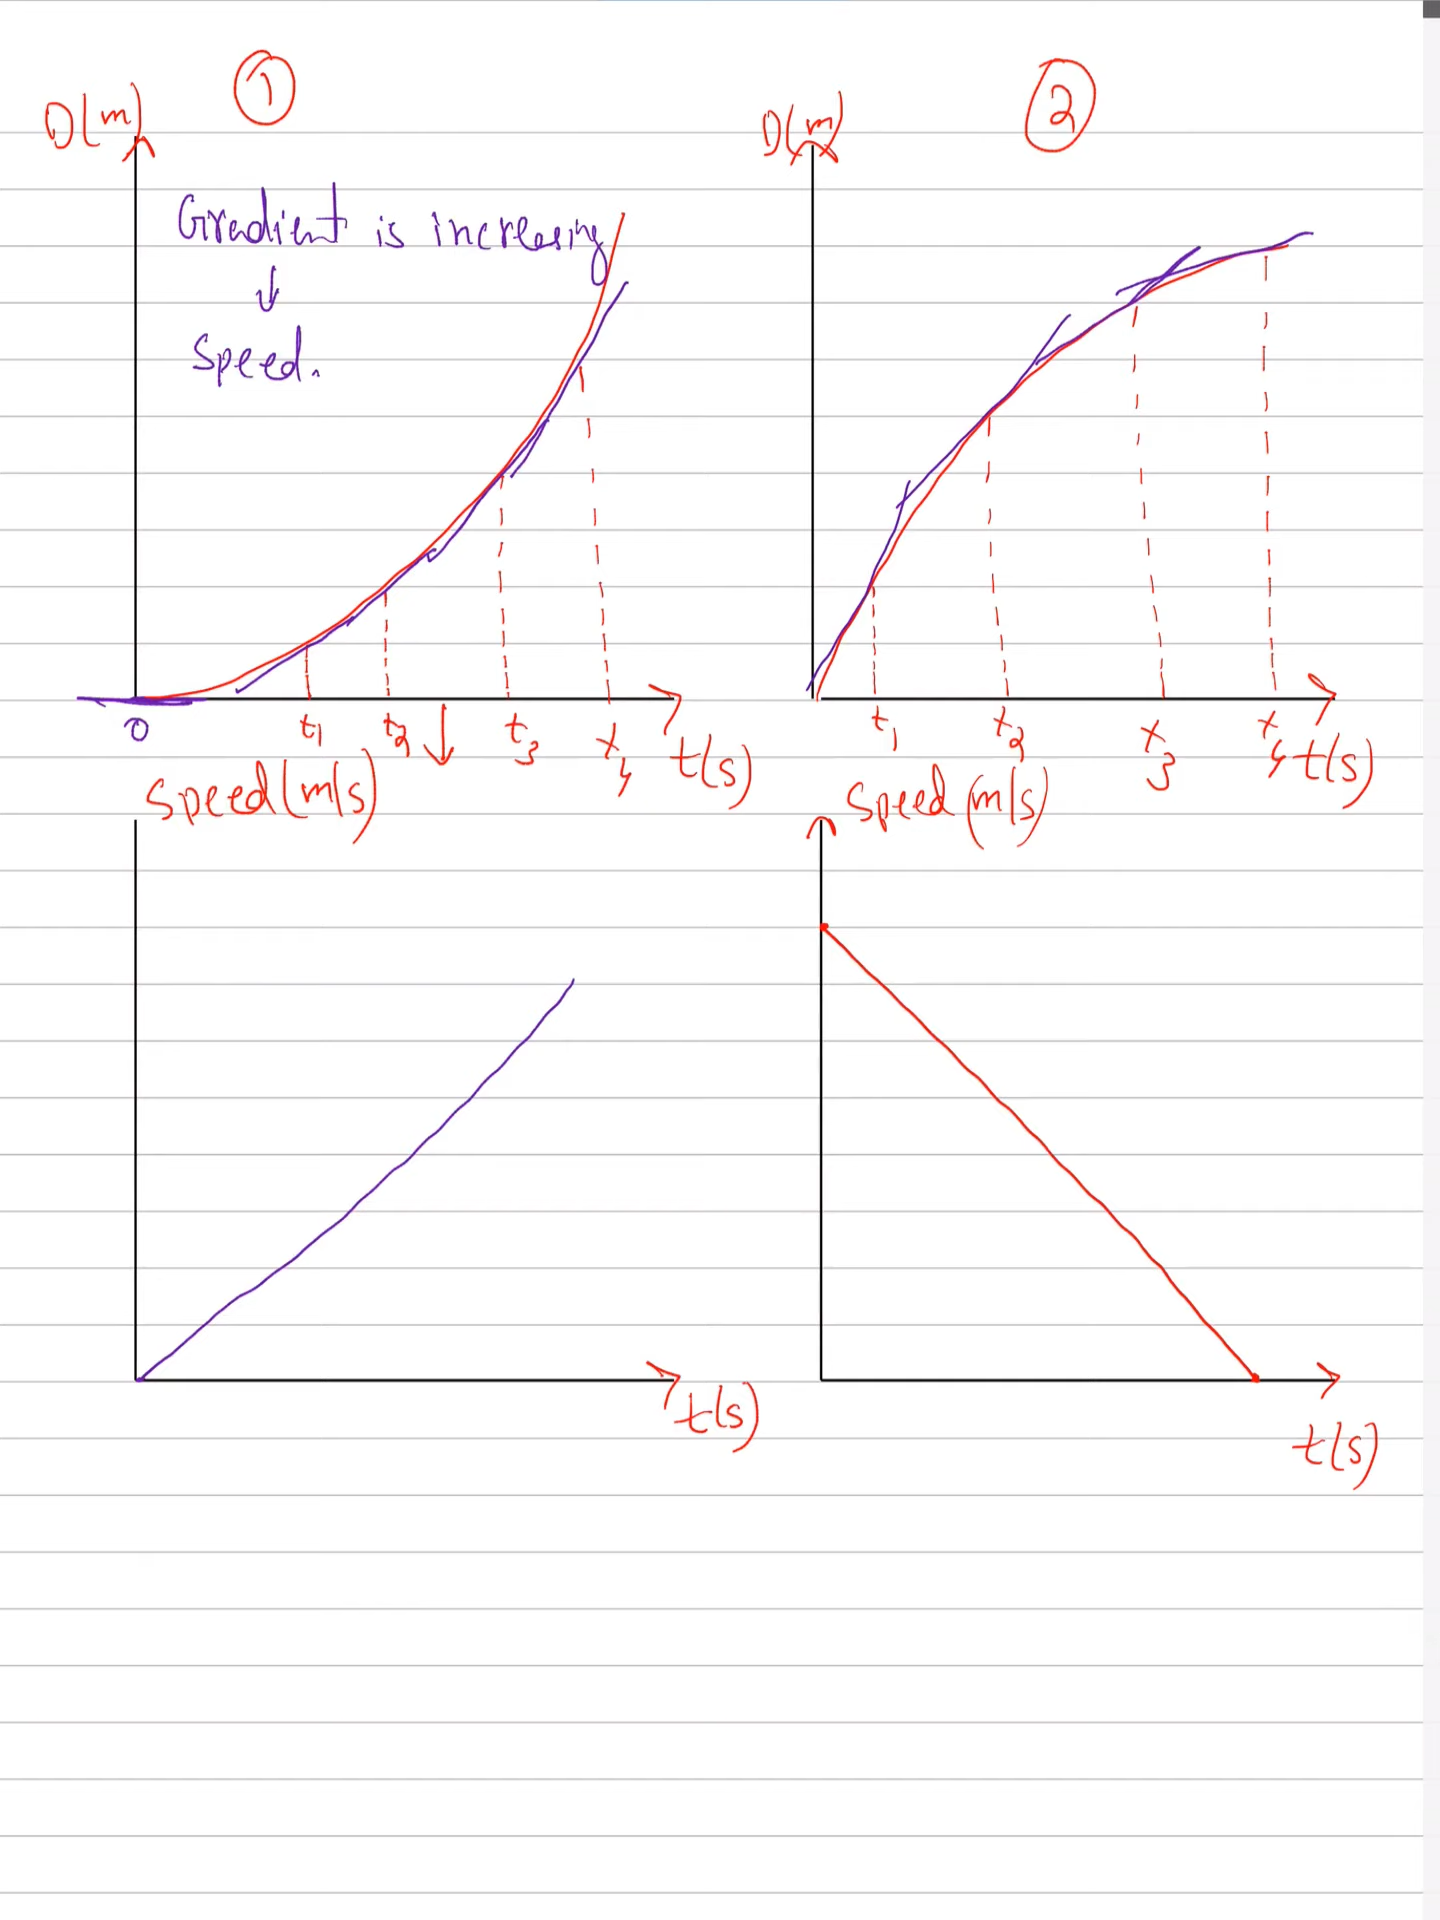 ①
②
D(m)
D(m)
Gradient is increasing
↓
Speed.
0
t1
t2
↓
t3
t4
t(s)
t1
t2
t3
t4
t(s)
Speed(m/s)
Speed(m/s)
t(s)
t(s)